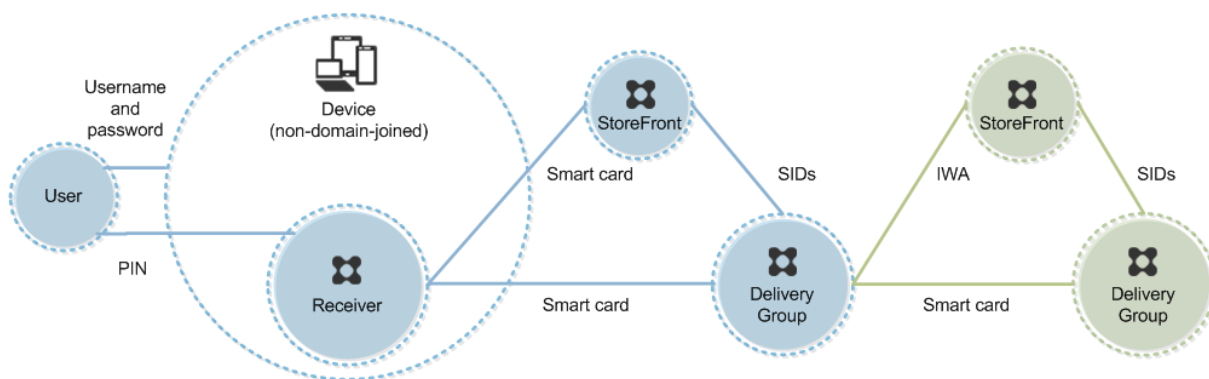 Username
and
password
Device
(non-domain-joined)
User
PIN
Receiver
StoreFront
Smart card
SIDs
Smart card
Delivery
Group
StoreFront
IWA
SIDs
Smart card
Delivery
Group